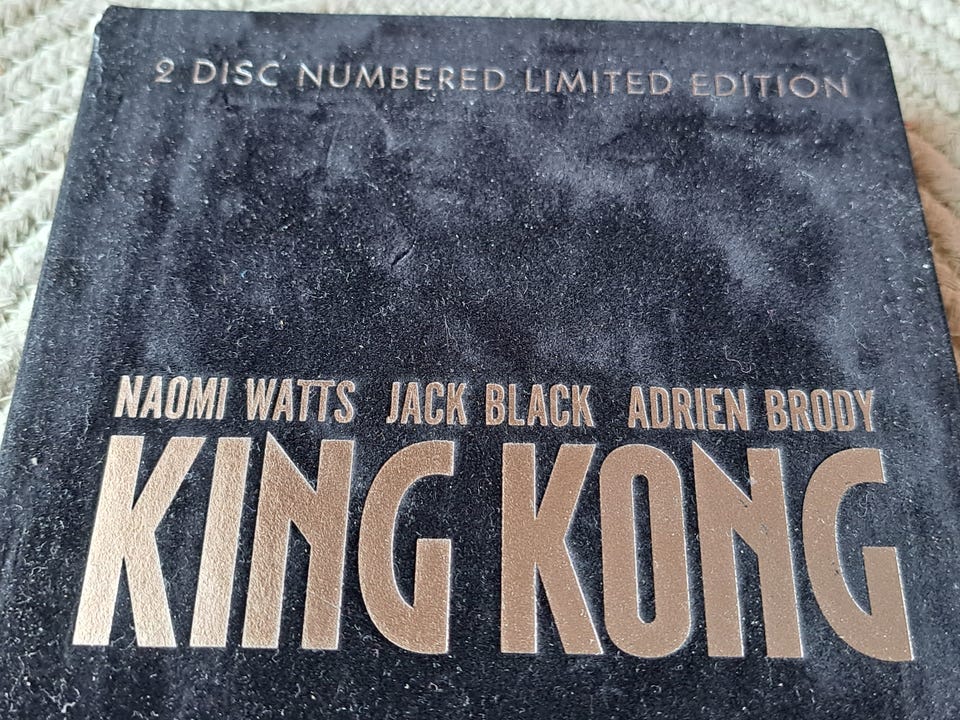 2 DISC NUMBERED LIMITED EDITION
NAOMI WATTS JACK BLACK ADRIEN BRODY
KING KONG